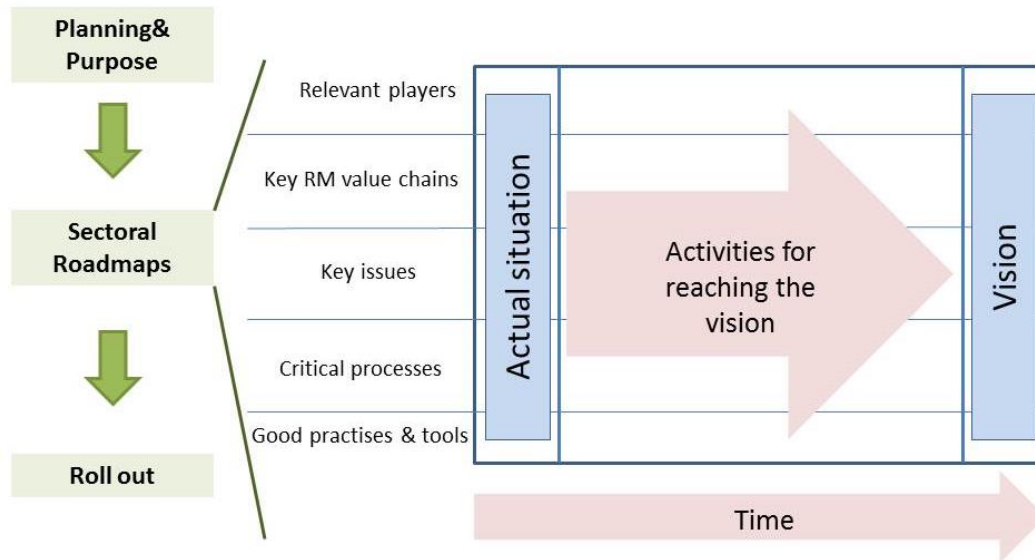 Planning&
Purpose
Sectoral
Roadmaps
Roll out
Relevant players
Key RM value chains
Key issues
Critical processes
Good practises & tools
Actual situation
Activities for
reaching the
vision
Vision
Time